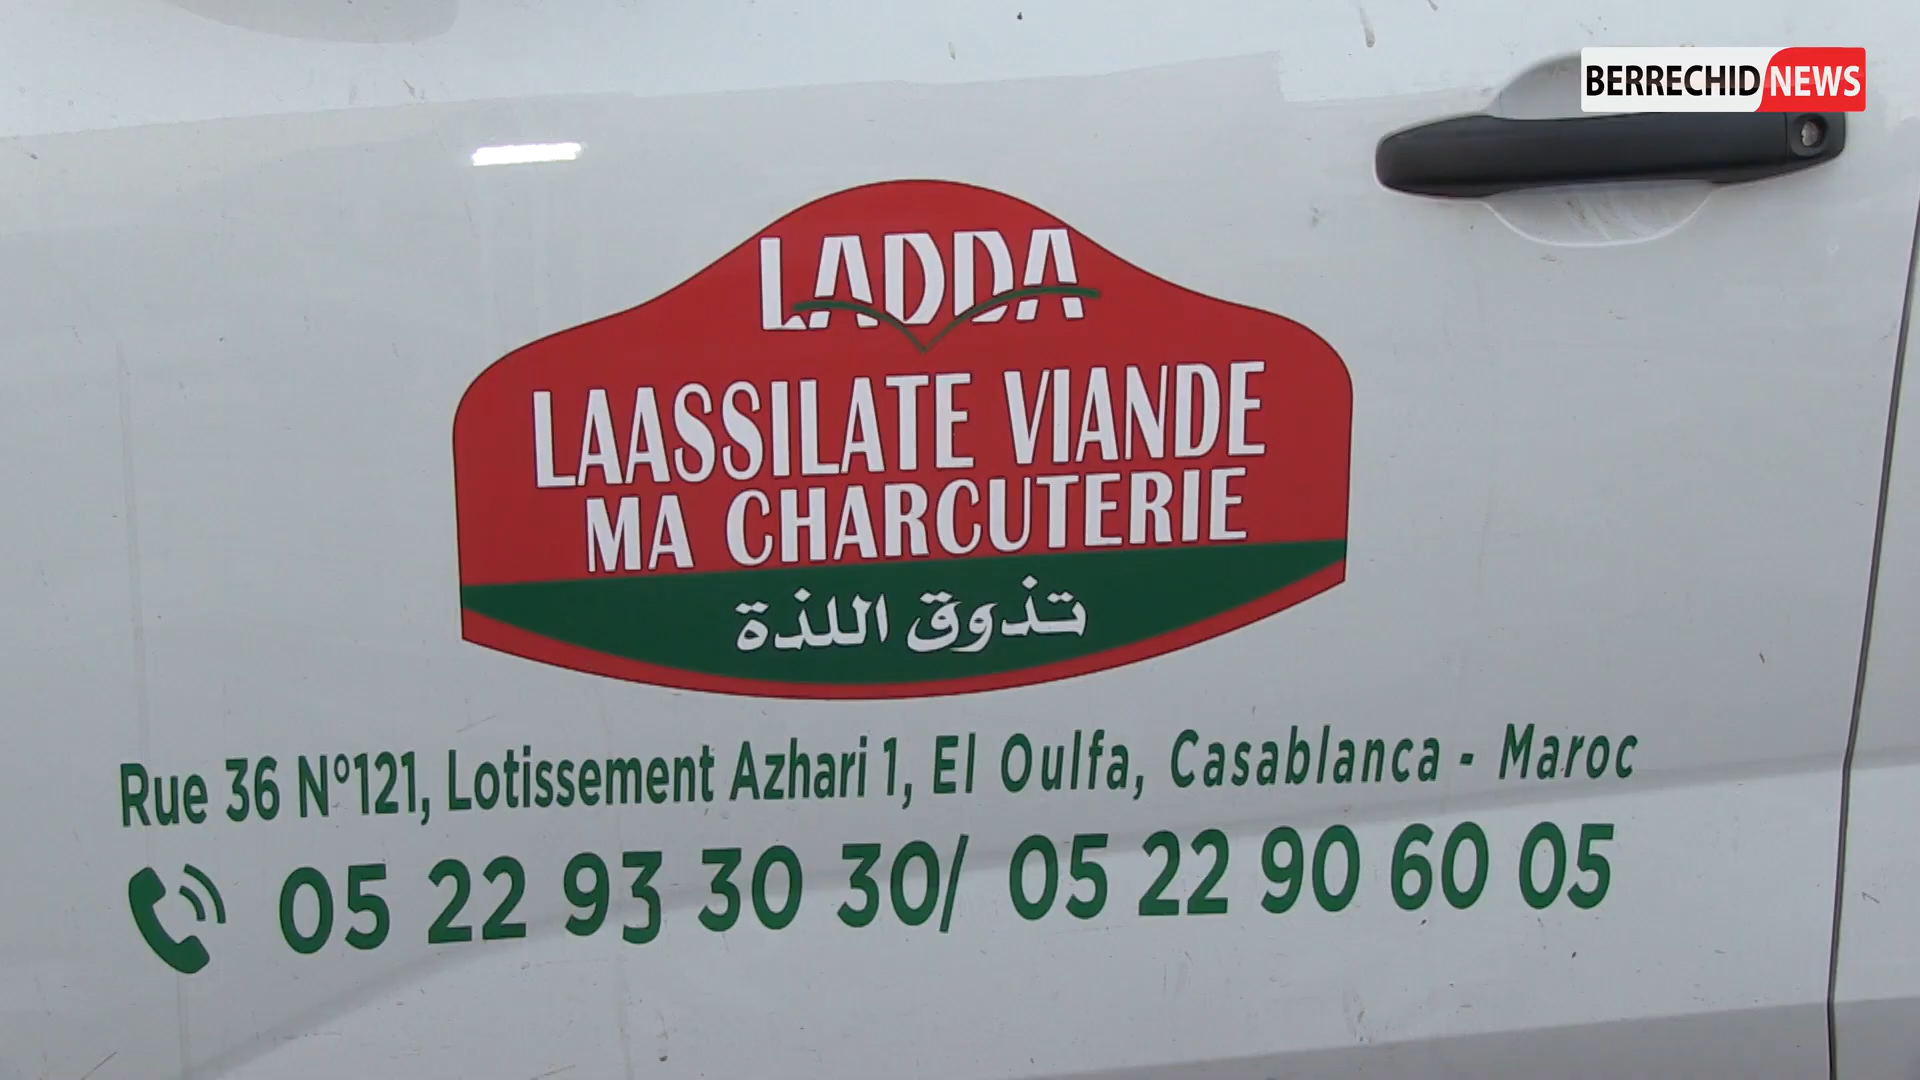 BERRECHID NEWS
LADDA
LAASSILATE VIANDE
MA CHARCUTERIE
تذوق اللذة
Rue 36 N°121, Lotissement Azhari 1, El Oulfa, Casablanca - Maroc
05 22 93 30 30/ 05 22 90 60 05